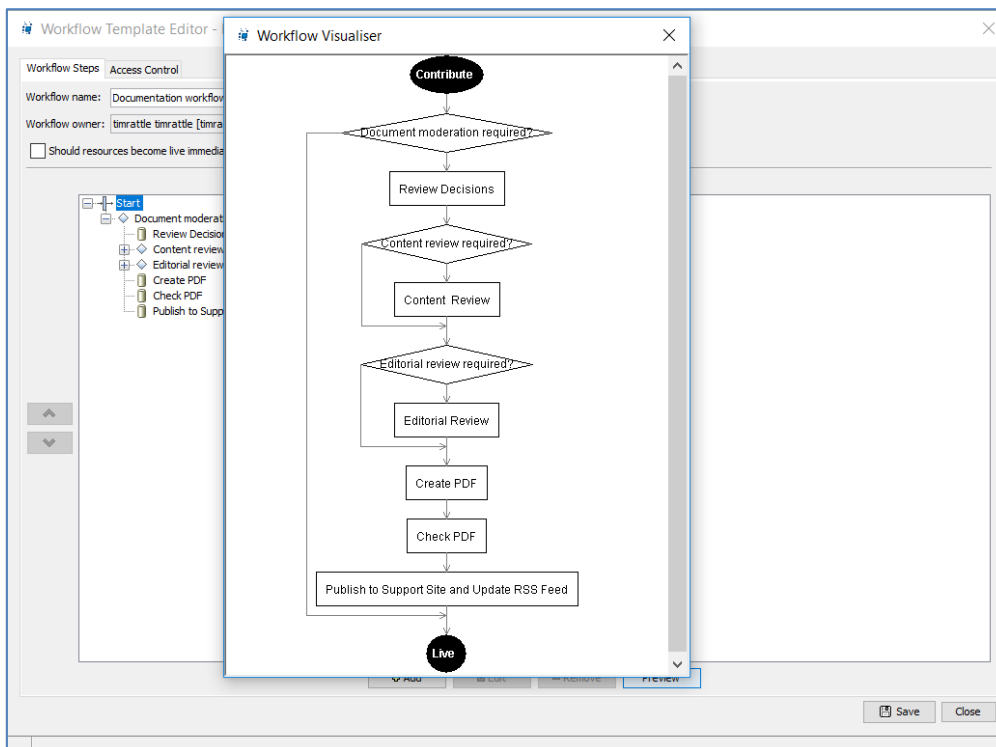 Workflow Template Editor -
Workflow Visualiser
Workflow Steps
Access Control
Workflow name:
Documentation workflow
Workflow owner:
timrattle timrattle [timra
Should resources become live immedia
Start
Document moderat
Review Decision
Content review
Editorial review
Create PDF
Check PDF
Publish to Supp
Contribute
Document moderation required?
Review Decisions
Content review required?
Content Review
Editorial review required?
Editorial Review
Create PDF
Check PDF
Publish to Support Site and Update RSS Feed
Live
Add
Edit
Remove
Preview
Save
Close